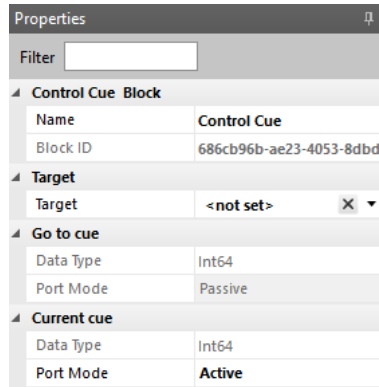 Properties
Filter
Control Cue Block
Name Control Cue
Block ID 686cb96b-ae23-4053-8dbd
Target
Target <not set>
Go to cue
Data Type Int64
Port Mode Passive
Current cue
Data Type Int64
Port Mode Active